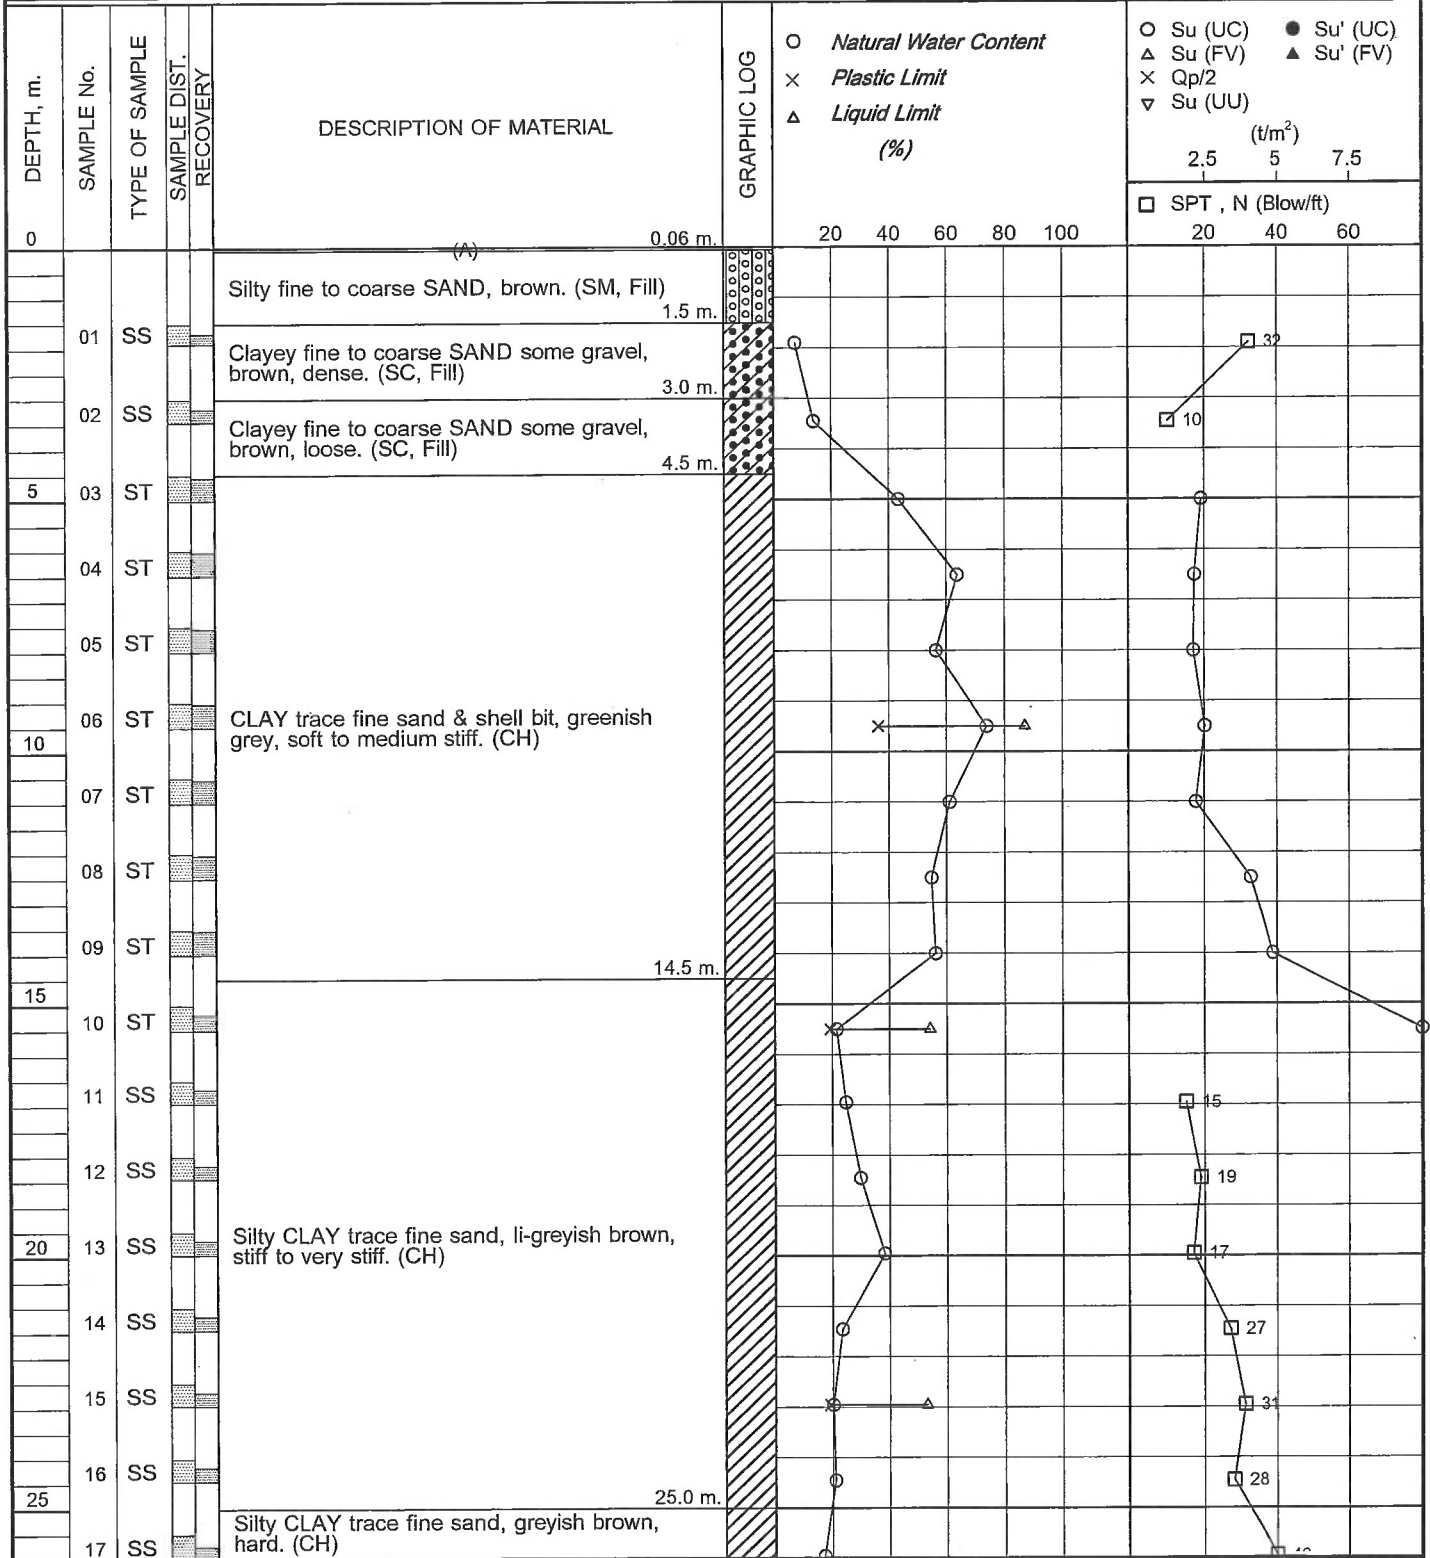 DEPTH, m.
SAMPLE No.
TYPE OF SAMPLE
SAMPLE DIST.
RECOVERY
DESCRIPTION OF MATERIAL
GRAPHIC LOG
Natural Water Content
Plastic Limit
Liquid Limit
(%)
Su (UC) Su' (UC)
Su (FV) Su' (FV)
Qp/2
Su (UU)
(t/m²)
2.5 5 7.5
SPT , N (Blow/ft)
0 (A) 0.06 m. 20 40 60 80 100 20 40 60
Silty fine to coarse SAND, brown. (SM, Fill)
1.5 m.
01 SS 32
Clayey fine to coarse SAND some gravel,
brown, dense. (SC, Fill)
3.0 m.
02 SS 10
Clayey fine to coarse SAND some gravel,
brown, loose. (SC, Fill)
4.5 m.
5 03 ST
04 ST
05 ST
06 ST CLAY trace fine sand & shell bit, greenish
10 grey, soft to medium stiff. (CH)
07 ST
08 ST
09 ST
14.5 m.
15
10 ST
11 SS 15
12 SS 19
Silty CLAY trace fine sand, li-greyish brown,
20 13 SS 17
stiff to very stiff. (CH)
14 SS 27
15 SS 31
16 SS 28
25 25.0 m.
Silty CLAY trace fine sand, greyish brown,
hard. (CH)
17 SS